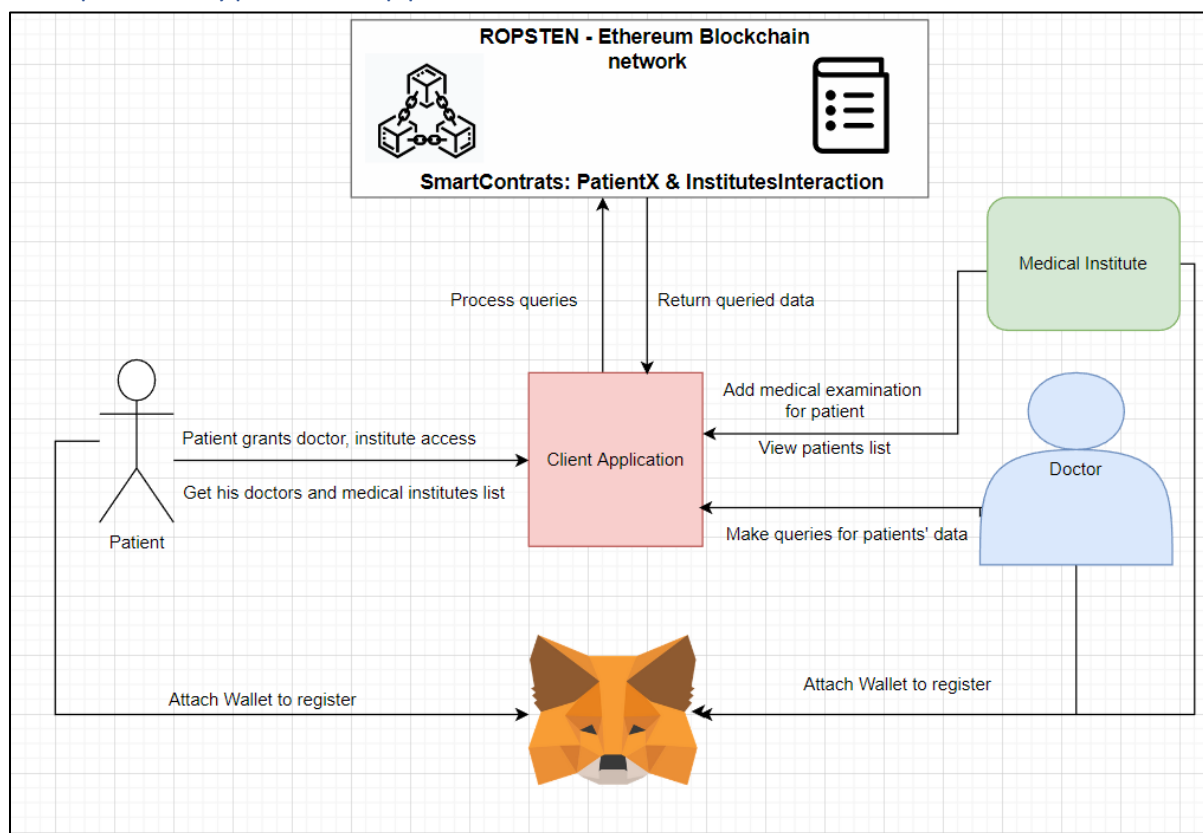 ROPSTEN - Ethereum Blockchain
network
SmartContrats: PatientX & InstitutesInteraction
Medical Institute
Process queries
Return queried data
Add medical examination
for patient
View patients list
Patient grants doctor, institute access
Client Application
Doctor
Get his doctors and medical institutes list
Make queries for patients' data
Patient
Attach Wallet to register
Attach Wallet to register